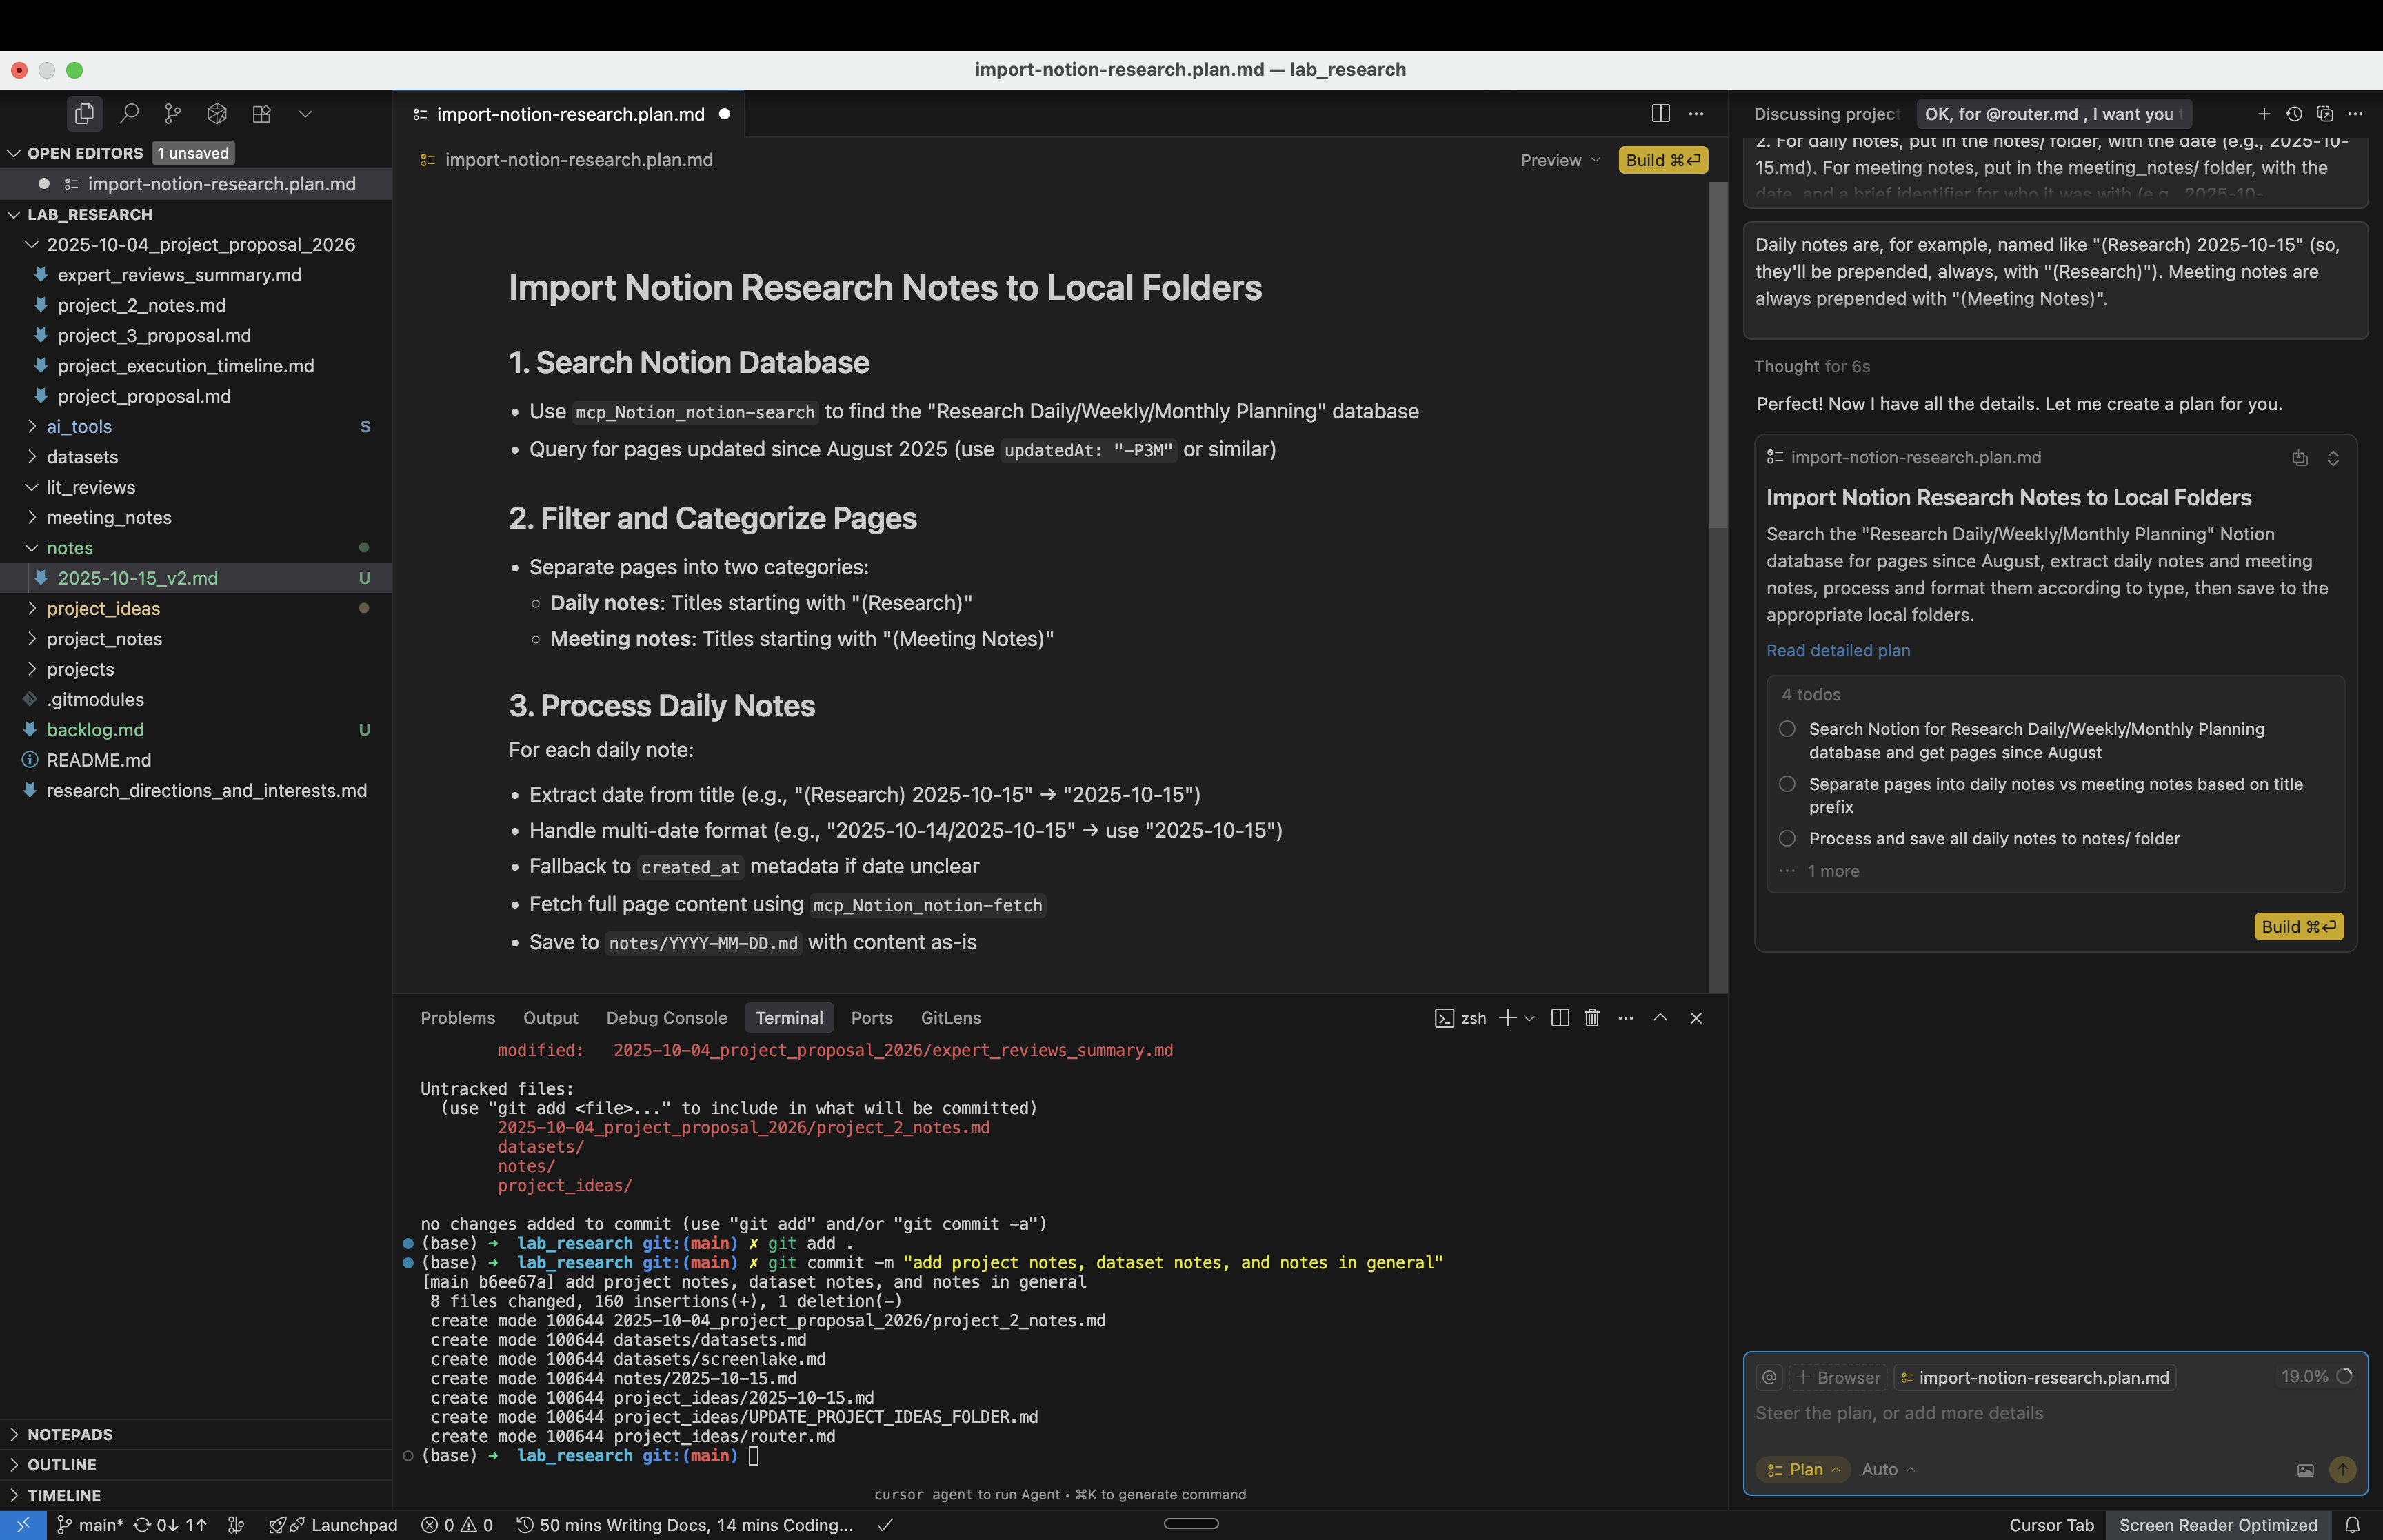 import-notion-research.plan.md — lab_research
OPEN EDITORS 1 unsaved
import-notion-research.plan.md
LAB_RESEARCH
2025-10-04_project_proposal_2026
expert_reviews_summary.md
project_2_notes.md
project_3_proposal.md
project_execution_timeline.md
project_proposal.md
ai_tools S
datasets
lit_reviews
meeting_notes
notes
2025-10-15_v2.md U
project_ideas
project_notes
projects
.gitmodules
backlog.md U
README.md
research_directions_and_interests.md
NOTEPADS
OUTLINE
TIMELINE
import-notion-research.plan.md
import-notion-research.plan.md
Preview
Build ⌘⏎
Import Notion Research Notes to Local Folders
1. Search Notion Database
• Use mcp_Notion_notion-search to find the "Research Daily/Weekly/Monthly Planning" database
• Query for pages updated since August 2025 (use updatedAt: "-P3M" or similar)
2. Filter and Categorize Pages
• Separate pages into two categories:
○ Daily notes: Titles starting with "(Research)"
○ Meeting notes: Titles starting with "(Meeting Notes)"
3. Process Daily Notes
For each daily note:
• Extract date from title (e.g., "(Research) 2025-10-15" → "2025-10-15")
• Handle multi-date format (e.g., "2025-10-14/2025-10-15" → use "2025-10-15")
• Fallback to created_at metadata if date unclear
• Fetch full page content using mcp_Notion_notion-fetch
• Save to notes/YYYY-MM-DD.md with content as-is
Problems Output Debug Console Terminal Ports GitLens
zsh
modified: 2025-10-04_project_proposal_2026/expert_reviews_summary.md
Untracked files:
(use "git add <file>..." to include in what will be committed)
2025-10-04_project_proposal_2026/project_2_notes.md
datasets/
notes/
project_ideas/
no changes added to commit (use "git add" and/or "git commit -a")
(base) ➜ lab_research git:(main) ✗ git add .
(base) ➜ lab_research git:(main) ✗ git commit -m "add project notes, dataset notes, and notes in general"
[main b6ee67a] add project notes, dataset notes, and notes in general
8 files changed, 160 insertions(+), 1 deletion(-)
create mode 100644 2025-10-04_project_proposal_2026/project_2_notes.md
create mode 100644 datasets/datasets.md
create mode 100644 datasets/screenlake.md
create mode 100644 notes/2025-10-15.md
create mode 100644 project_ideas/2025-10-15.md
create mode 100644 project_ideas/UPDATE_PROJECT_IDEAS_FOLDER.md
create mode 100644 project_ideas/router.md
(base) ➜ lab_research git:(main)
cursor agent to run Agent • ⌘K to generate command
Discussing project
OK, for @router.md , I want you t
2. For daily notes, put in the notes/ folder, with the date (e.g., 2025-10-
15.md). For meeting notes, put in the meeting_notes/ folder, with the
date, and a brief identifier for who it was with (e.g., 2025-10-
Daily notes are, for example, named like "(Research) 2025-10-15" (so,
they'll be prepended, always, with "(Research)"). Meeting notes are
always prepended with "(Meeting Notes)".
Thought for 6s
Perfect! Now I have all the details. Let me create a plan for you.
import-notion-research.plan.md
Import Notion Research Notes to Local Folders
Search the "Research Daily/Weekly/Monthly Planning" Notion
database for pages since August, extract daily notes and meeting
notes, process and format them according to type, then save to the
appropriate local folders.
Read detailed plan
4 todos
Search Notion for Research Daily/Weekly/Monthly Planning
database and get pages since August
Separate pages into daily notes vs meeting notes based on title
prefix
Process and save all daily notes to notes/ folder
··· 1 more
Build ⌘⏎
@ + Browser import-notion-research.plan.md 19.0%
Steer the plan, or add more details
Plan Auto
main* 0↓ 1↑ Launchpad 0 0 50 mins Writing Docs, 14 mins Coding... Cursor Tab Screen Reader Optimized